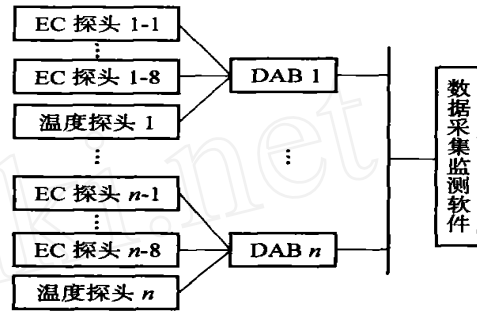 EC 探头 1-1
EC 探头 1-8
温度探头 1
EC 探头 n-1
EC 探头 n-8
温度探头 n
DAB 1
DAB n
数据采集监测软件